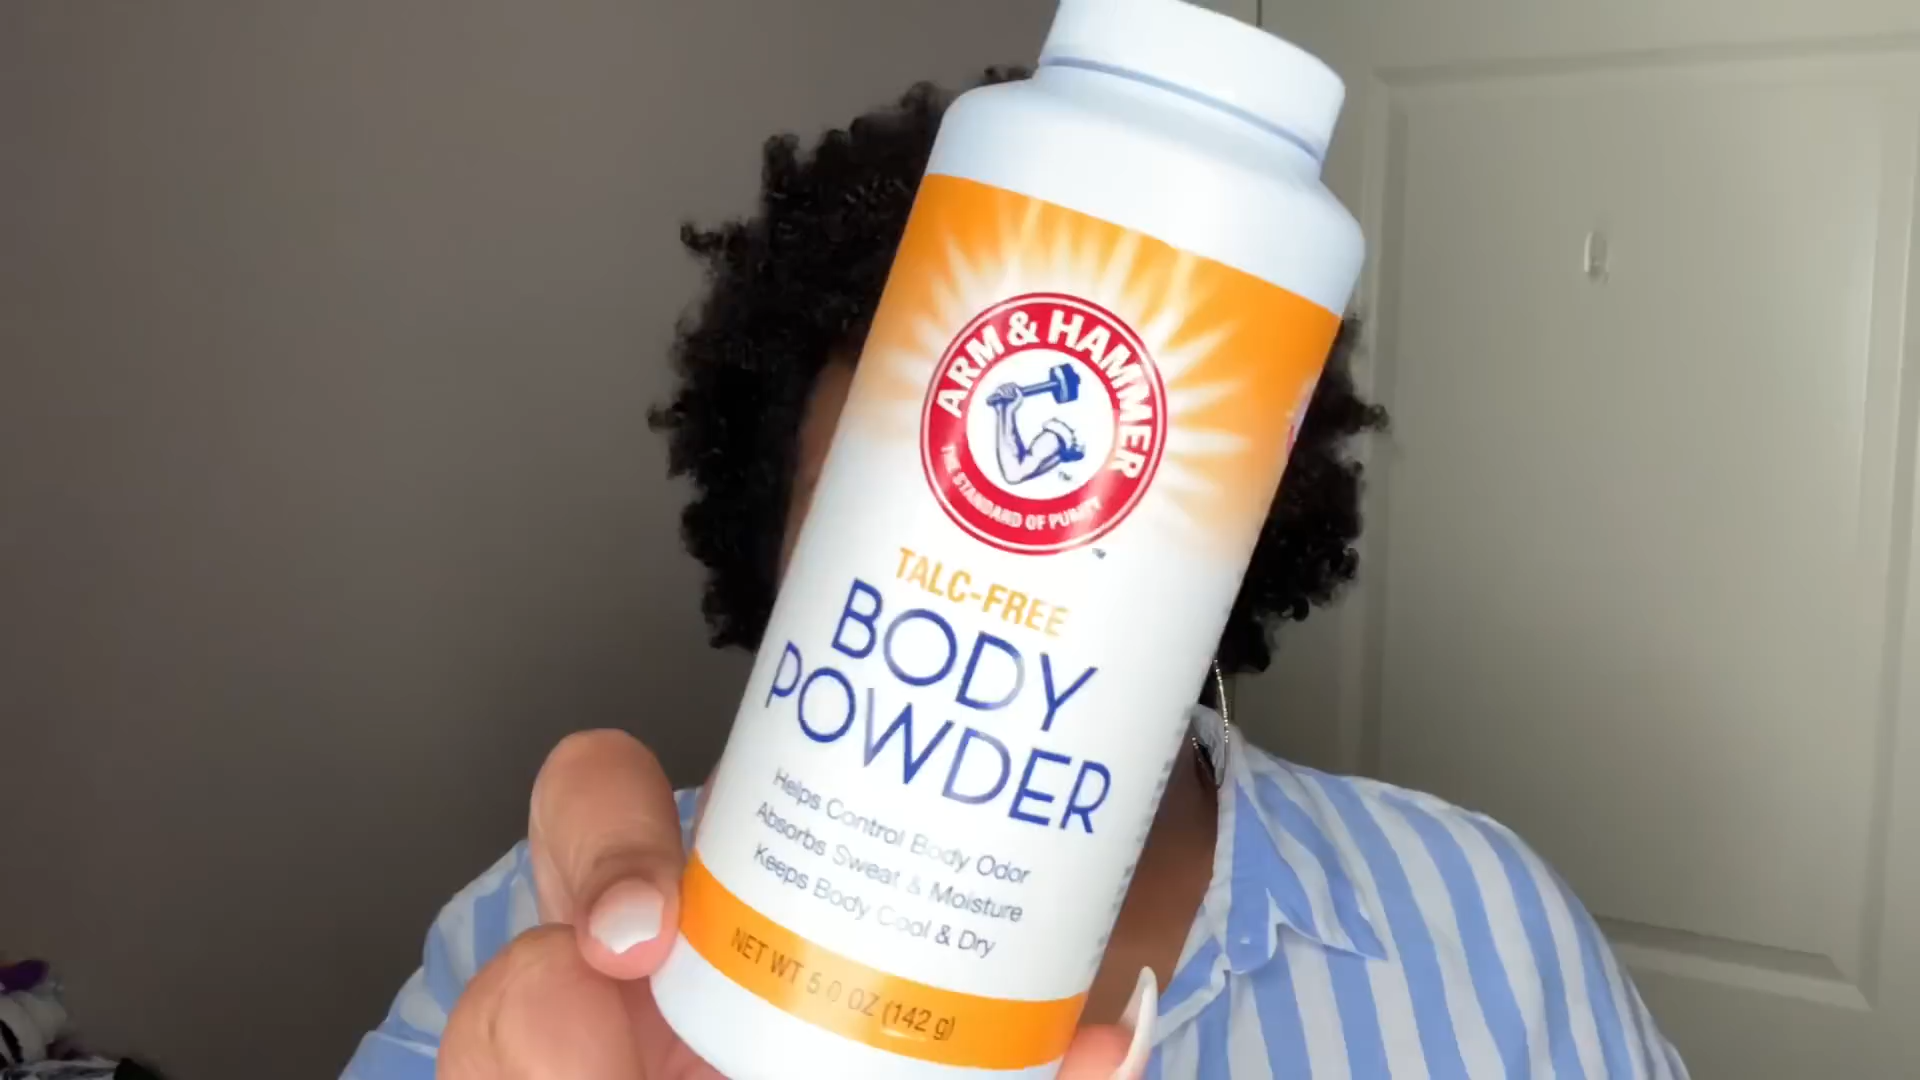 ARM & HAMMER
THE STANDARD OF PURITY
TALC-FREE
BODY
POWDER
Helps Control Body Odor
Absorbs Sweat & Moisture
Keeps Body Cool & Dry
NET WT 5.0 OZ (142 g)